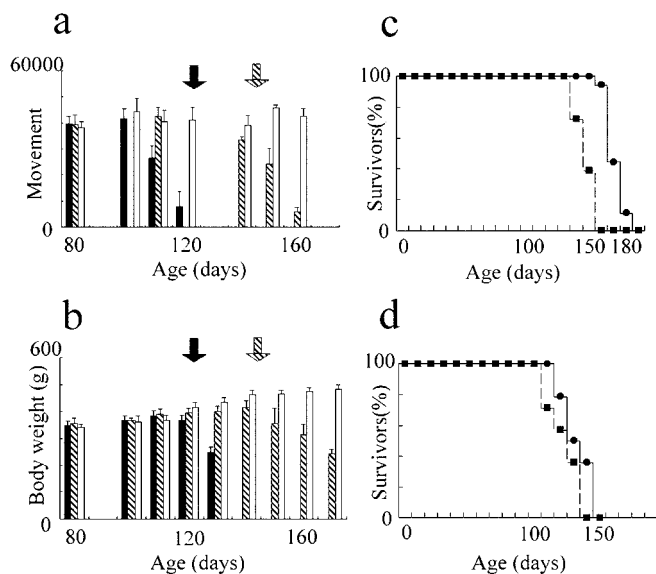 a
60000
Movement
0
80 120 160
Age (days)
b
600
Body weight (g)
0
80 120 160
Age (days)
c
100
Survivors(%)
0
0 100 150 180
Age (days)
d
100
Survivors(%)
0
0 100 150
Age (days)